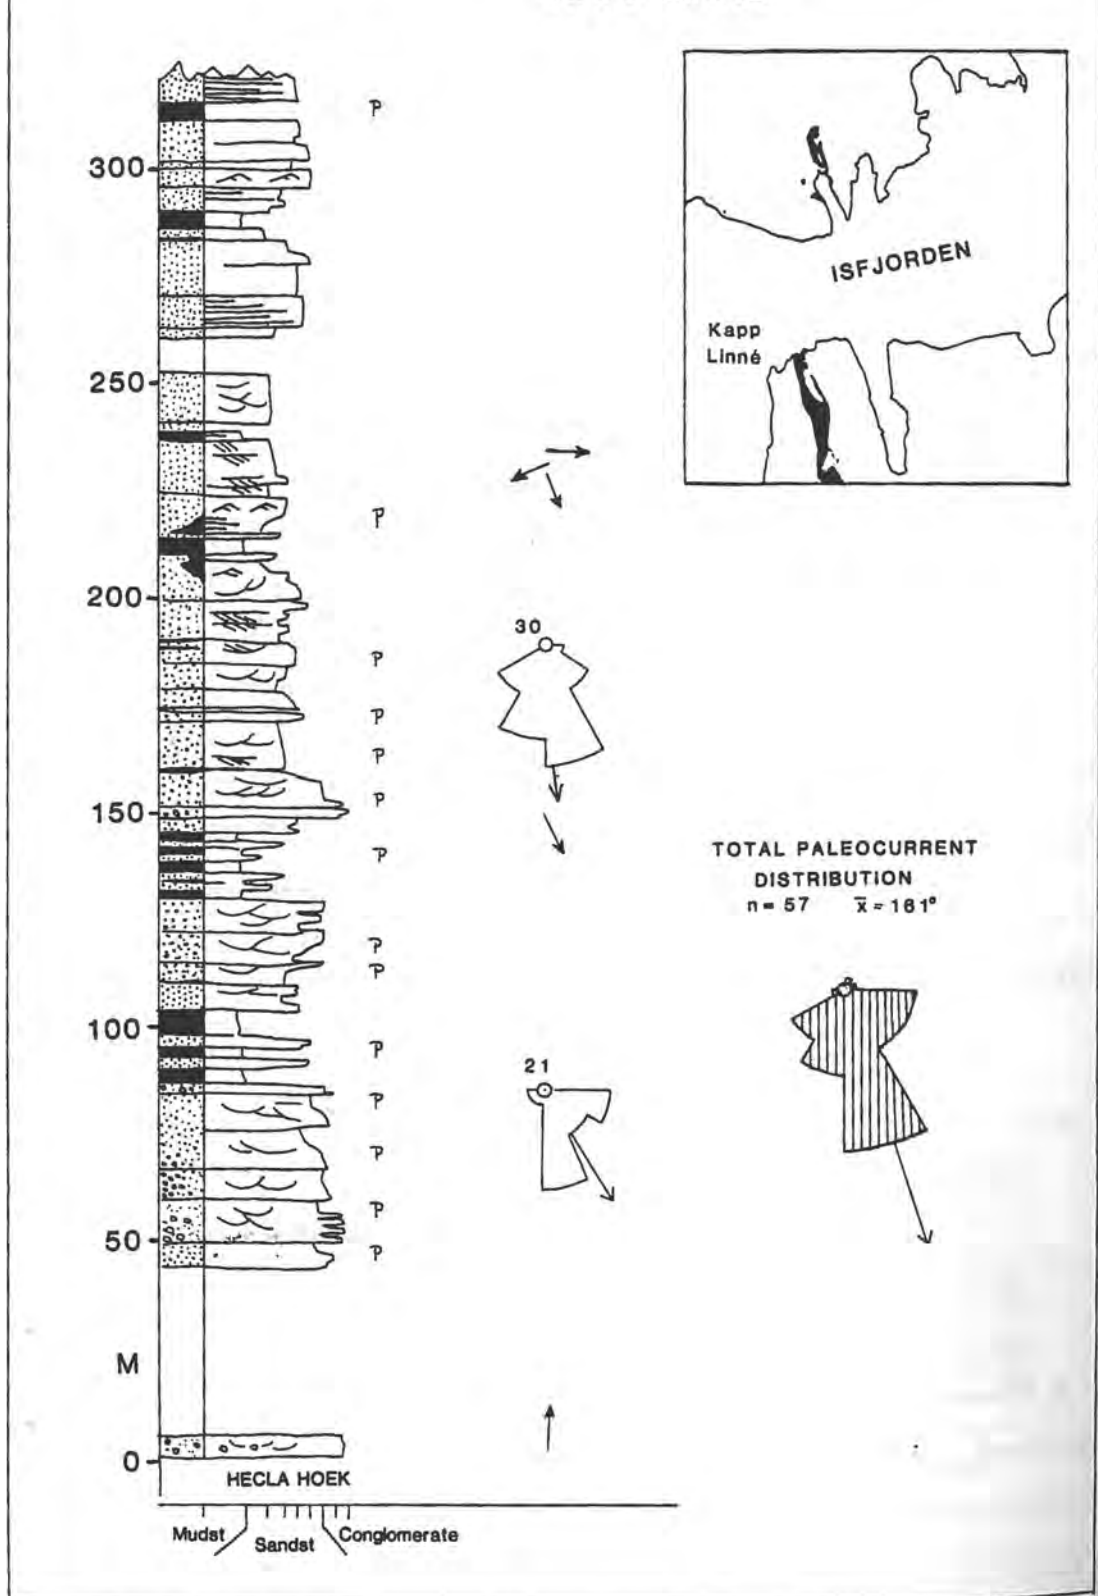 300
250
200
150
100
50
M
0
HECLA HOEK
Mudst
Sandst
Conglomerate
P
P
P
P
P
P
P
P
P
P
P
P
P
P
30
21
ISFJORDEN
Kapp
Linné
TOTAL PALEOCURRENT
DISTRIBUTION
n = 57 x̄ = 161°